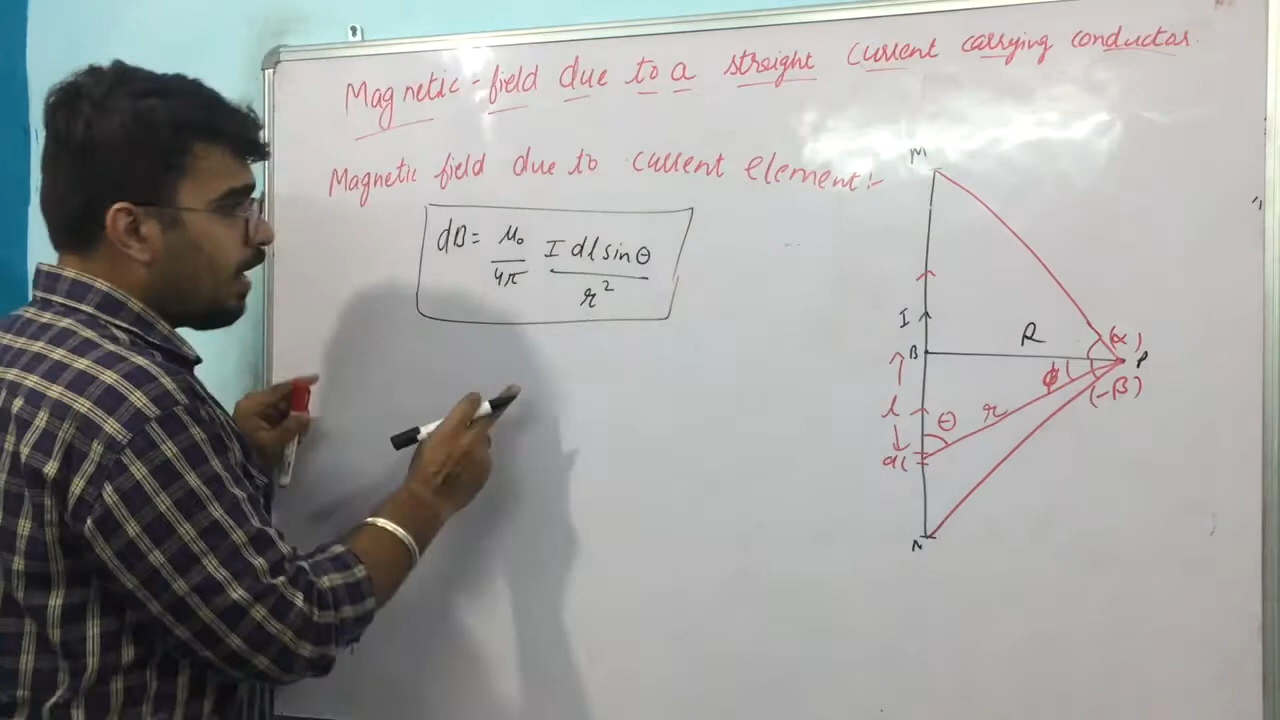 Magnetic-field due to a straight current carrying conductor.
Magnetic field due to current element:-
dB = μ₀/4π I dl sinθ/r²
M
I
B
R
(α)
P
ϕ
(-β)
l
θ
r
dl
N